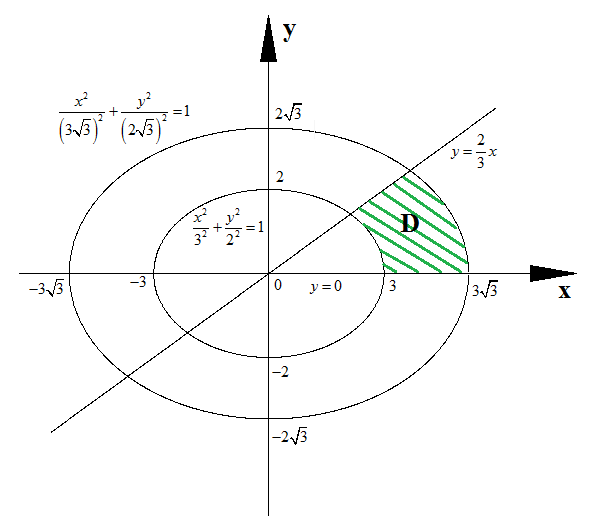 y
x²/(3√3)² + y²/(2√3)² = 1
2√3
y = 2/3 x
2
x²/3² + y²/2² = 1
D
−3√3
−3
0
y = 0
3
3√3
x
−2
−2√3